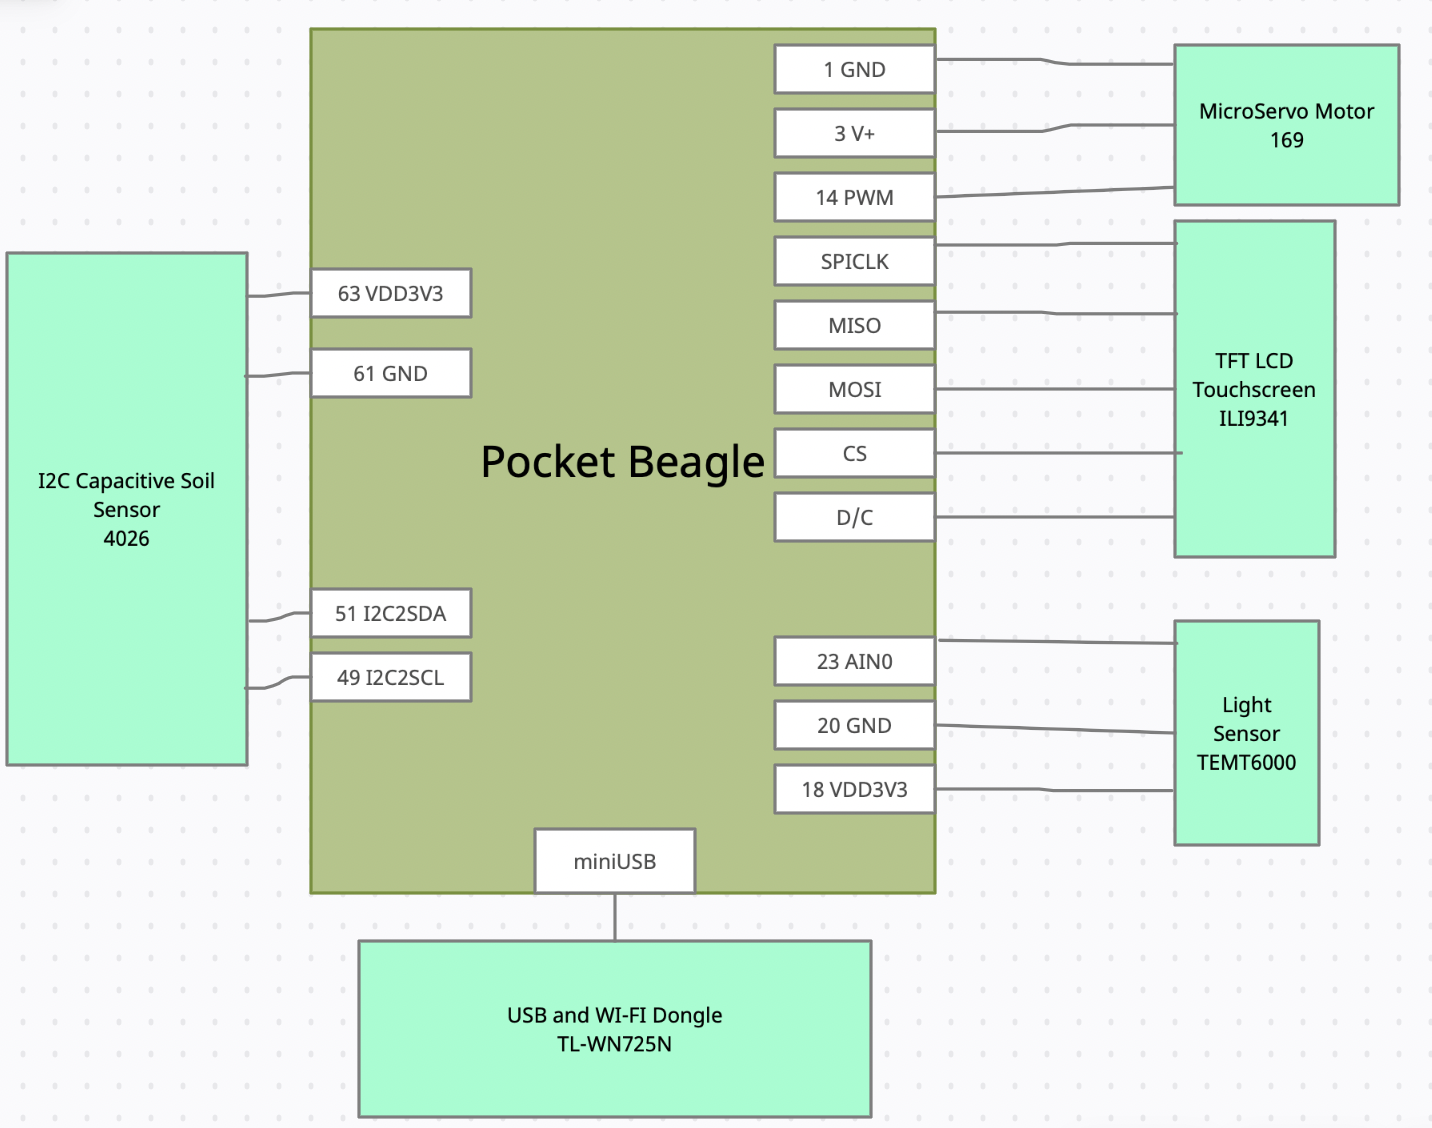 1 GND
3 V+
14 PWM
SPICLK
MISO
MOSI
CS
D/C
MicroServo Motor
169
TFT LCD
Touchscreen
ILI9341
63 VDD3V3
61 GND
I2C Capacitive Soil
Sensor
4026
Pocket Beagle
51 I2C2SDA
49 I2C2SCL
23 AIN0
20 GND
18 VDD3V3
Light
Sensor
TEMT6000
miniUSB
USB and WI-FI Dongle
TL-WN725N